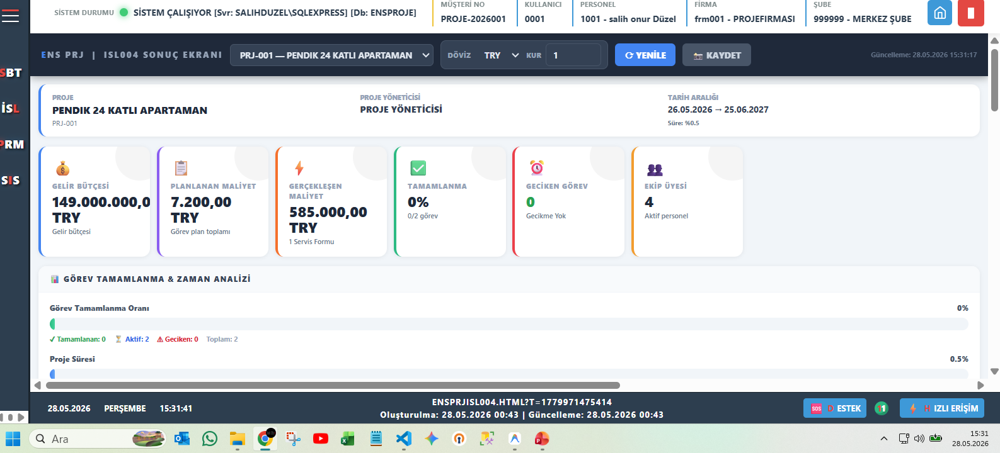 SİSTEM DURUMU SİSTEM ÇALIŞIYOR [Svr: SALIHDUZEL\SQLEXPRESS] [Db: ENSPROJE]
MÜŞTERİ NO
PROJE-2026001
KULLANICI
0001
PERSONEL
1001 - salih onur Düzel
FİRMA
frm001 - PROJEFIRMASI
ŞUBE
999999 - MERKEZ ŞUBE
SBT
İSL
PRM
SIS
ENS PRJ | ISL004 SONUÇ EKRANI
PRJ-001 — PENDIK 24 KATLI APARTAMAN
DÖVİZ TRY KUR 1
YENİLE
KAYDET
Güncelleme: 28.05.2026 15:31:17
PROJE
PENDIK 24 KATLI APARTAMAN
PRJ-001
PROJE YÖNETİCİSİ
PROJE YÖNETİCİSİ
TARİH ARALIĞI
26.05.2026 → 25.06.2027
Süre: %0.5
GELİR BÜTÇESİ
149.000.000,0
TRY
Gelir bütçesi
PLANLANAN MALİYET
7.200,00
TRY
Görev plan toplamı
GERÇEKLEŞEN
MALİYET
585.000,00
TRY
1 Servis Formu
TAMAMLANMA
0%
0/2 görev
GECİKEN GÖREV
0
Gecikme Yok
EKİP ÜYESİ
4
Aktif personel
GÖREV TAMAMLANMA & ZAMAN ANALİZİ
Görev Tamamlanma Oranı 0%
✓ Tamamlanan: 0 Aktif: 2 Geciken: 0 Toplam: 2
Proje Süresi 0.5%
28.05.2026 PERŞEMBE 15:31:41
ENSPRJISL004.HTML?T=1779971475414
Oluşturulma: 28.05.2026 00:43 | Güncelleme: 28.05.2026 00:43
SOS D ESTEK
11
H IZLI ERİŞİM
Ara
15:31
28.05.2026